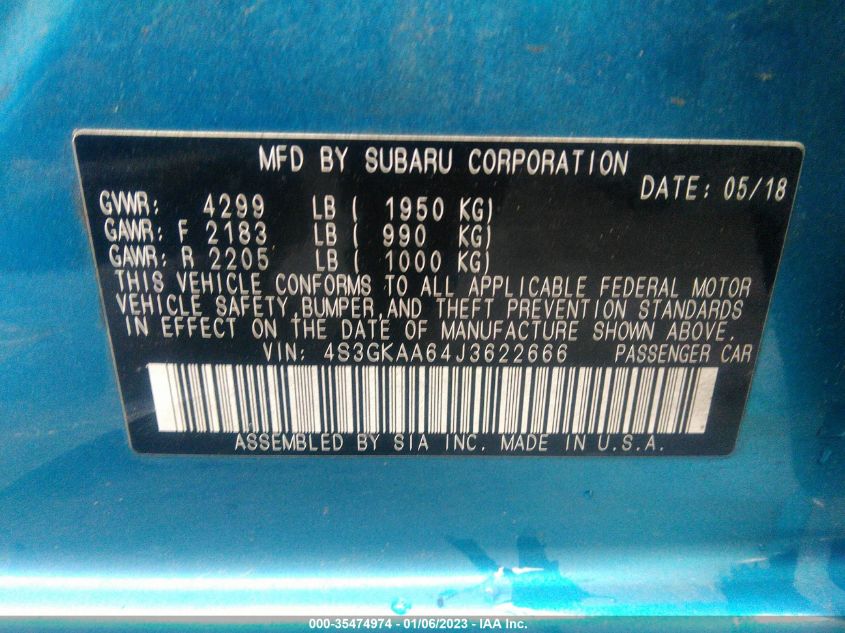 MFD BY SUBARU CORPORATION
DATE: 05/18
GVWR: 4299 LB ( 1950 KG)
GAWR: F 2183 LB ( 990 KG)
GAWR: R 2205 LB ( 1000 KG)
THIS VEHICLE CONFORMS TO ALL APPLICABLE FEDERAL MOTOR
VEHICLE SAFETY,BUMPER,AND THEFT PREVENTION STANDARDS
IN EFFECT ON THE DATE OF MANUFACTURE SHOWN ABOVE.
VIN: 4S3GKAA64J3622666 PASSENGER CAR
ASSEMBLED BY SIA INC. MADE IN U.S.A.
000-35474974 - 01/06/2023 - IAA Inc.